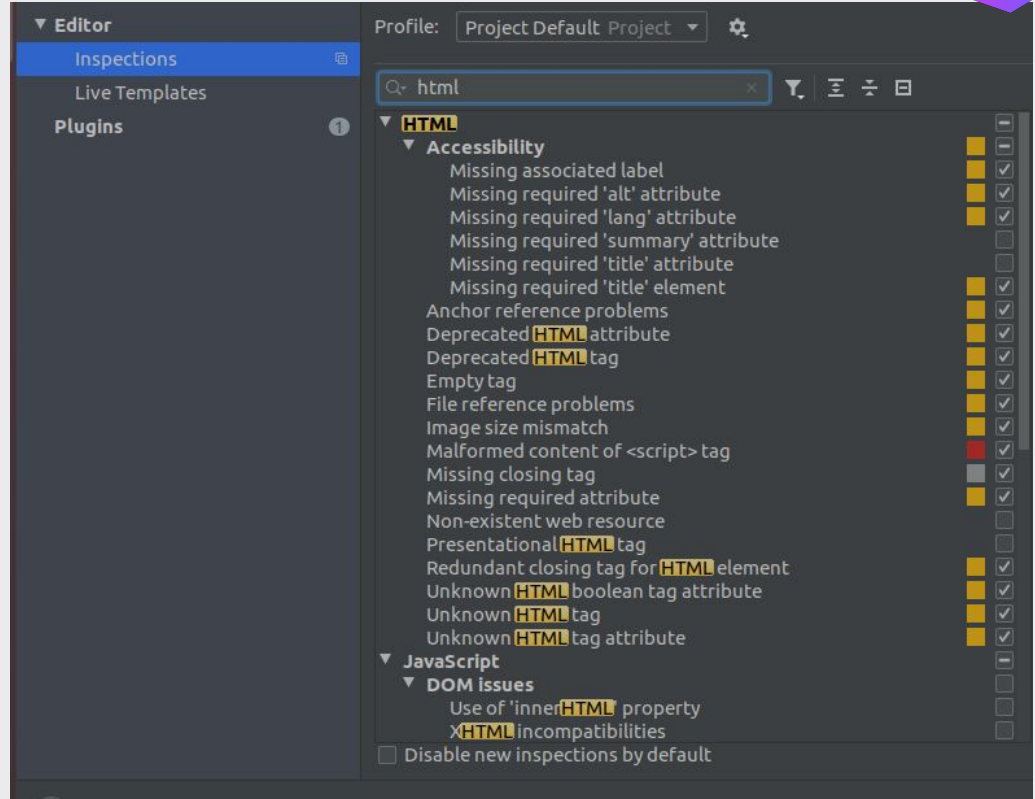 Editor
Inspections
Live Templates
Plugins 1
Profile: Project Default Project
html
HTML
Accessibility
Missing associated label
Missing required 'alt' attribute
Missing required 'lang' attribute
Missing required 'summary' attribute
Missing required 'title' attribute
Missing required 'title' element
Anchor reference problems
Deprecated HTML attribute
Deprecated HTML tag
Empty tag
File reference problems
Image size mismatch
Malformed content of <script> tag
Missing closing tag
Missing required attribute
Non-existent web resource
Presentational HTML tag
Redundant closing tag for HTML element
Unknown HTML boolean tag attribute
Unknown HTML tag
Unknown HTML tag attribute
JavaScript
DOM issues
Use of 'innerHTML' property
XHTML incompatibilities
Disable new inspections by default